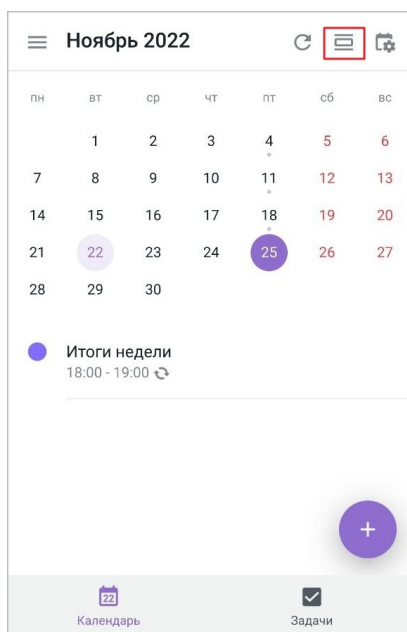 Ноябрь 2022
пн вт ср чт пт сб вс
1 2 3 4 5 6
7 8 9 10 11 12 13
14 15 16 17 18 19 20
21 22 23 24 25 26 27
28 29 30
Итоги недели
18:00 - 19:00
22
Календарь Задачи